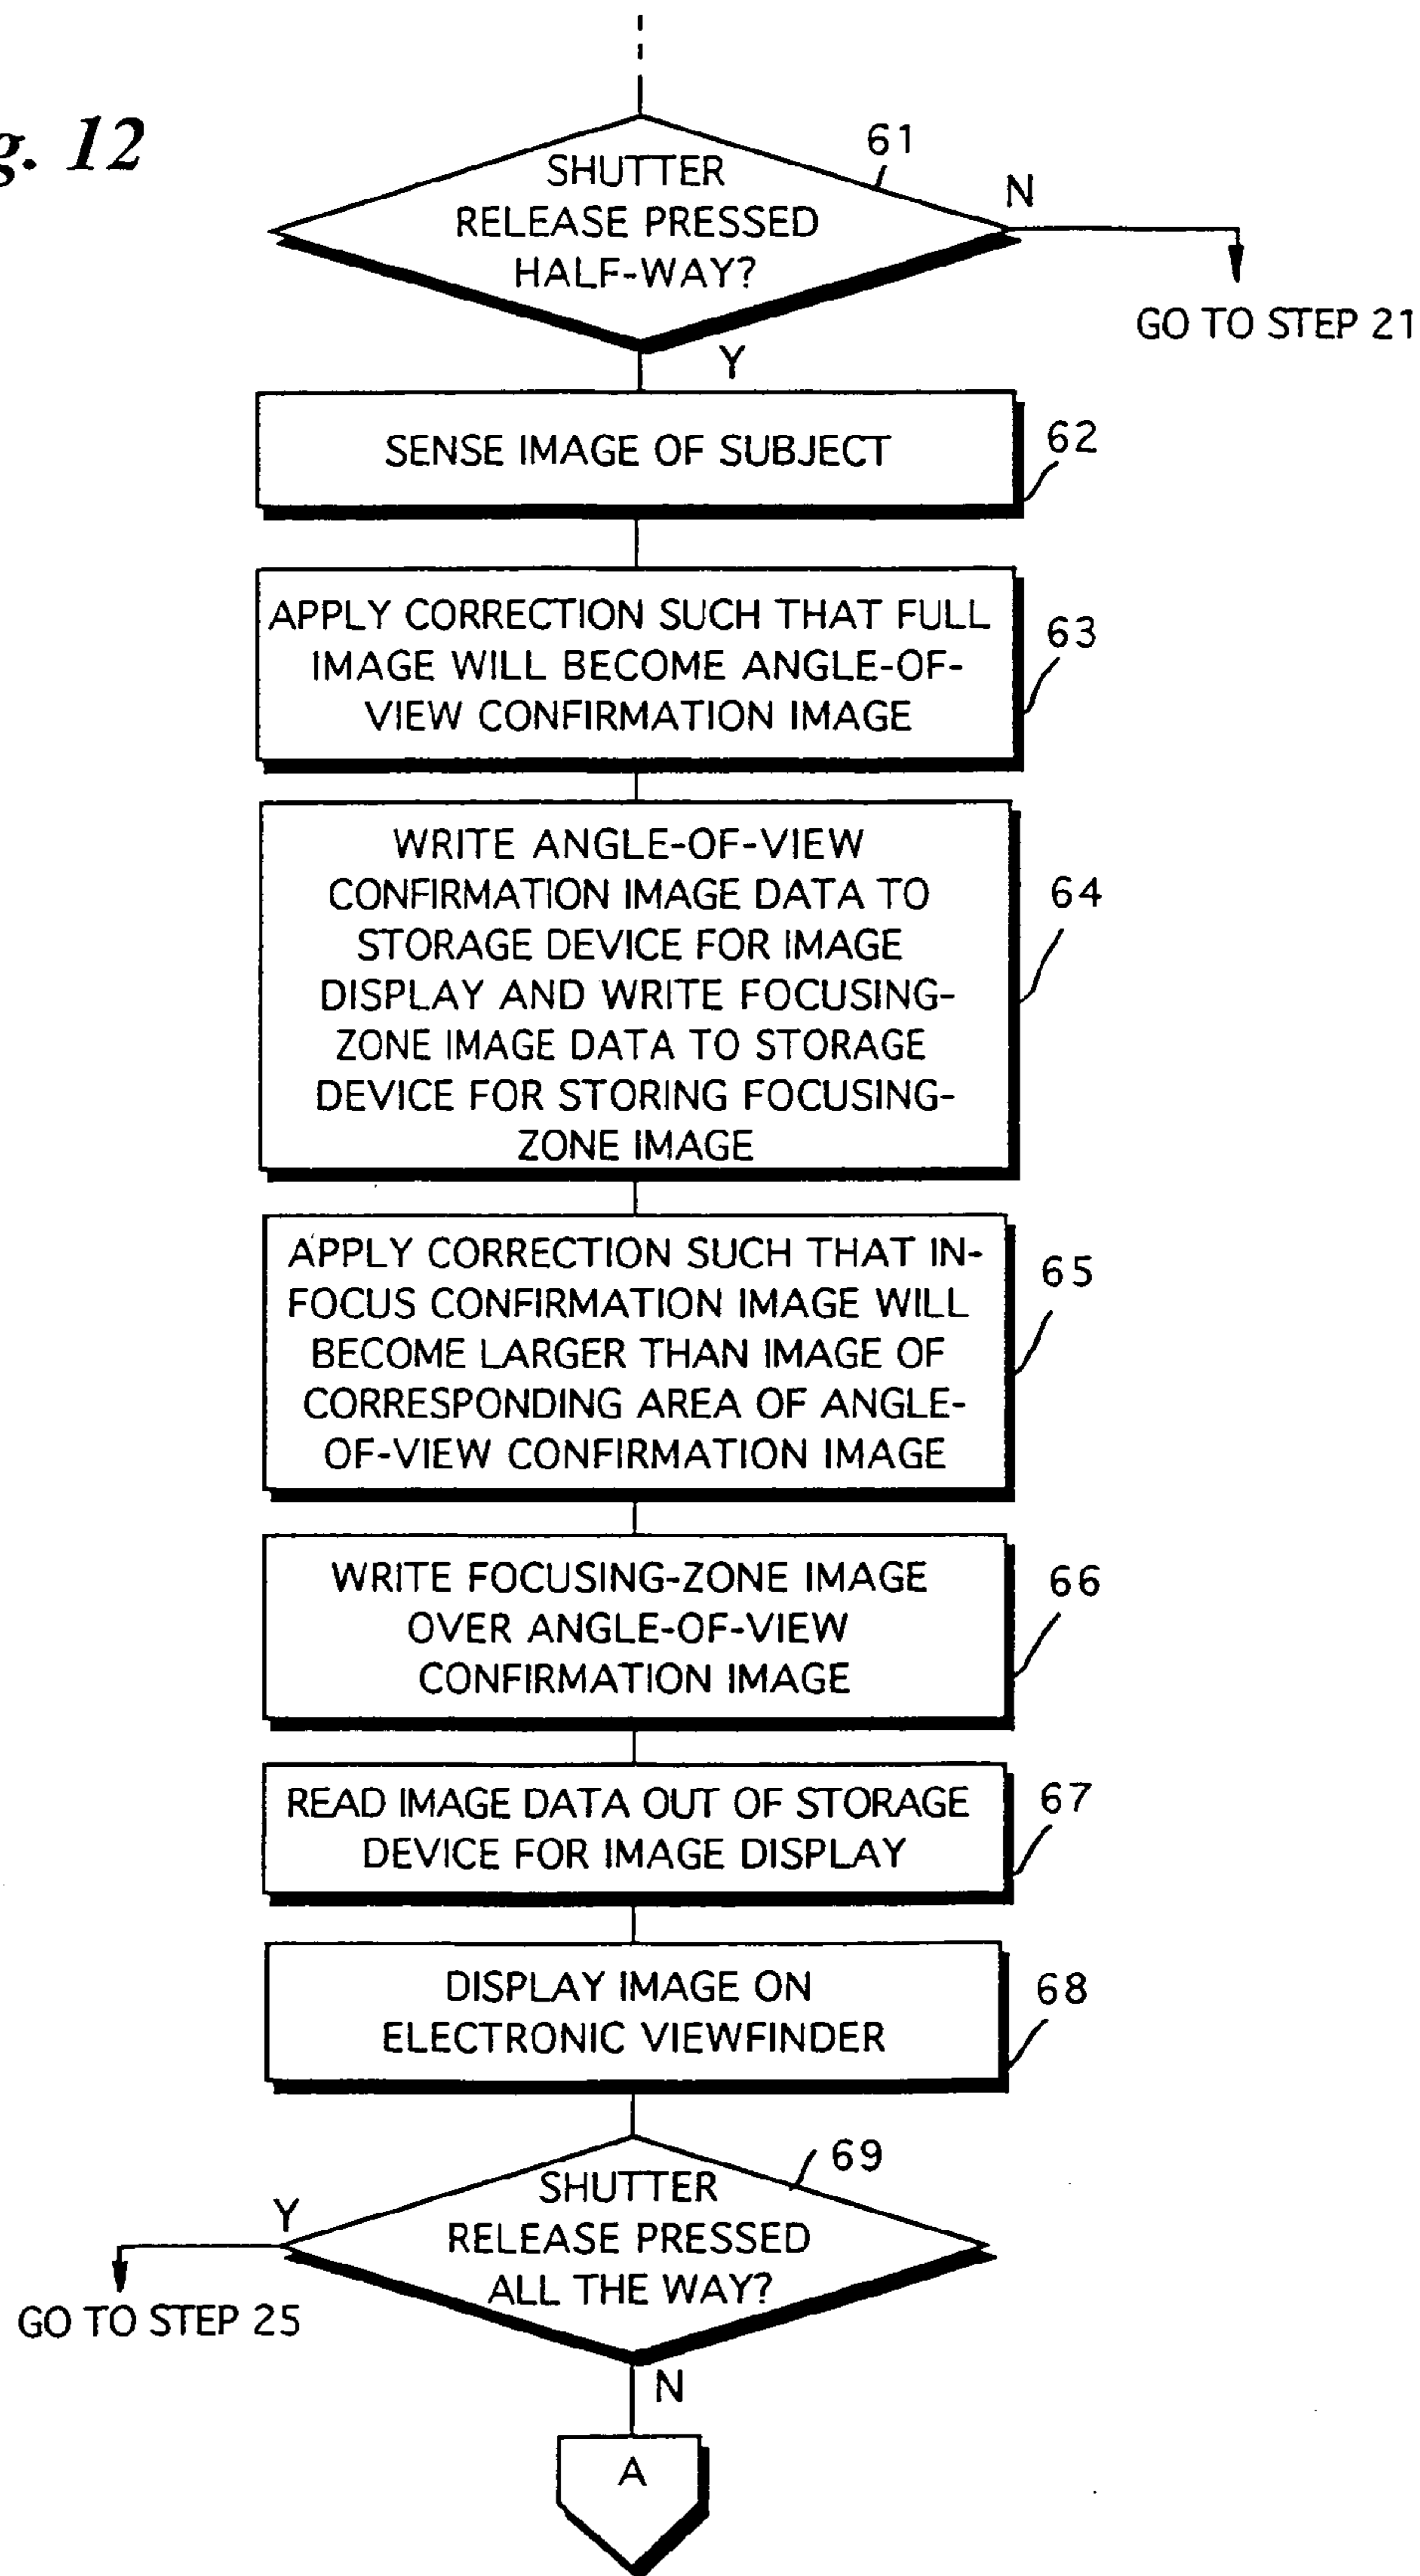 g. 12
SHUTTER
RELEASE PRESSED
HALF-WAY?
61
N
GO TO STEP 21
Y
SENSE IMAGE OF SUBJECT
62
APPLY CORRECTION SUCH THAT FULL
IMAGE WILL BECOME ANGLE-OF-
VIEW CONFIRMATION IMAGE
63
WRITE ANGLE-OF-VIEW
CONFIRMATION IMAGE DATA TO
STORAGE DEVICE FOR IMAGE
DISPLAY AND WRITE FOCUSING-
ZONE IMAGE DATA TO STORAGE
DEVICE FOR STORING FOCUSING-
ZONE IMAGE
64
APPLY CORRECTION SUCH THAT IN-
FOCUS CONFIRMATION IMAGE WILL
BECOME LARGER THAN IMAGE OF
CORRESPONDING AREA OF ANGLE-
OF-VIEW CONFIRMATION IMAGE
65
WRITE FOCUSING-ZONE IMAGE
OVER ANGLE-OF-VIEW
CONFIRMATION IMAGE
66
READ IMAGE DATA OUT OF STORAGE
DEVICE FOR IMAGE DISPLAY
67
DISPLAY IMAGE ON
ELECTRONIC VIEWFINDER
68
SHUTTER
RELEASE PRESSED
ALL THE WAY?
69
Y
GO TO STEP 25
N
A